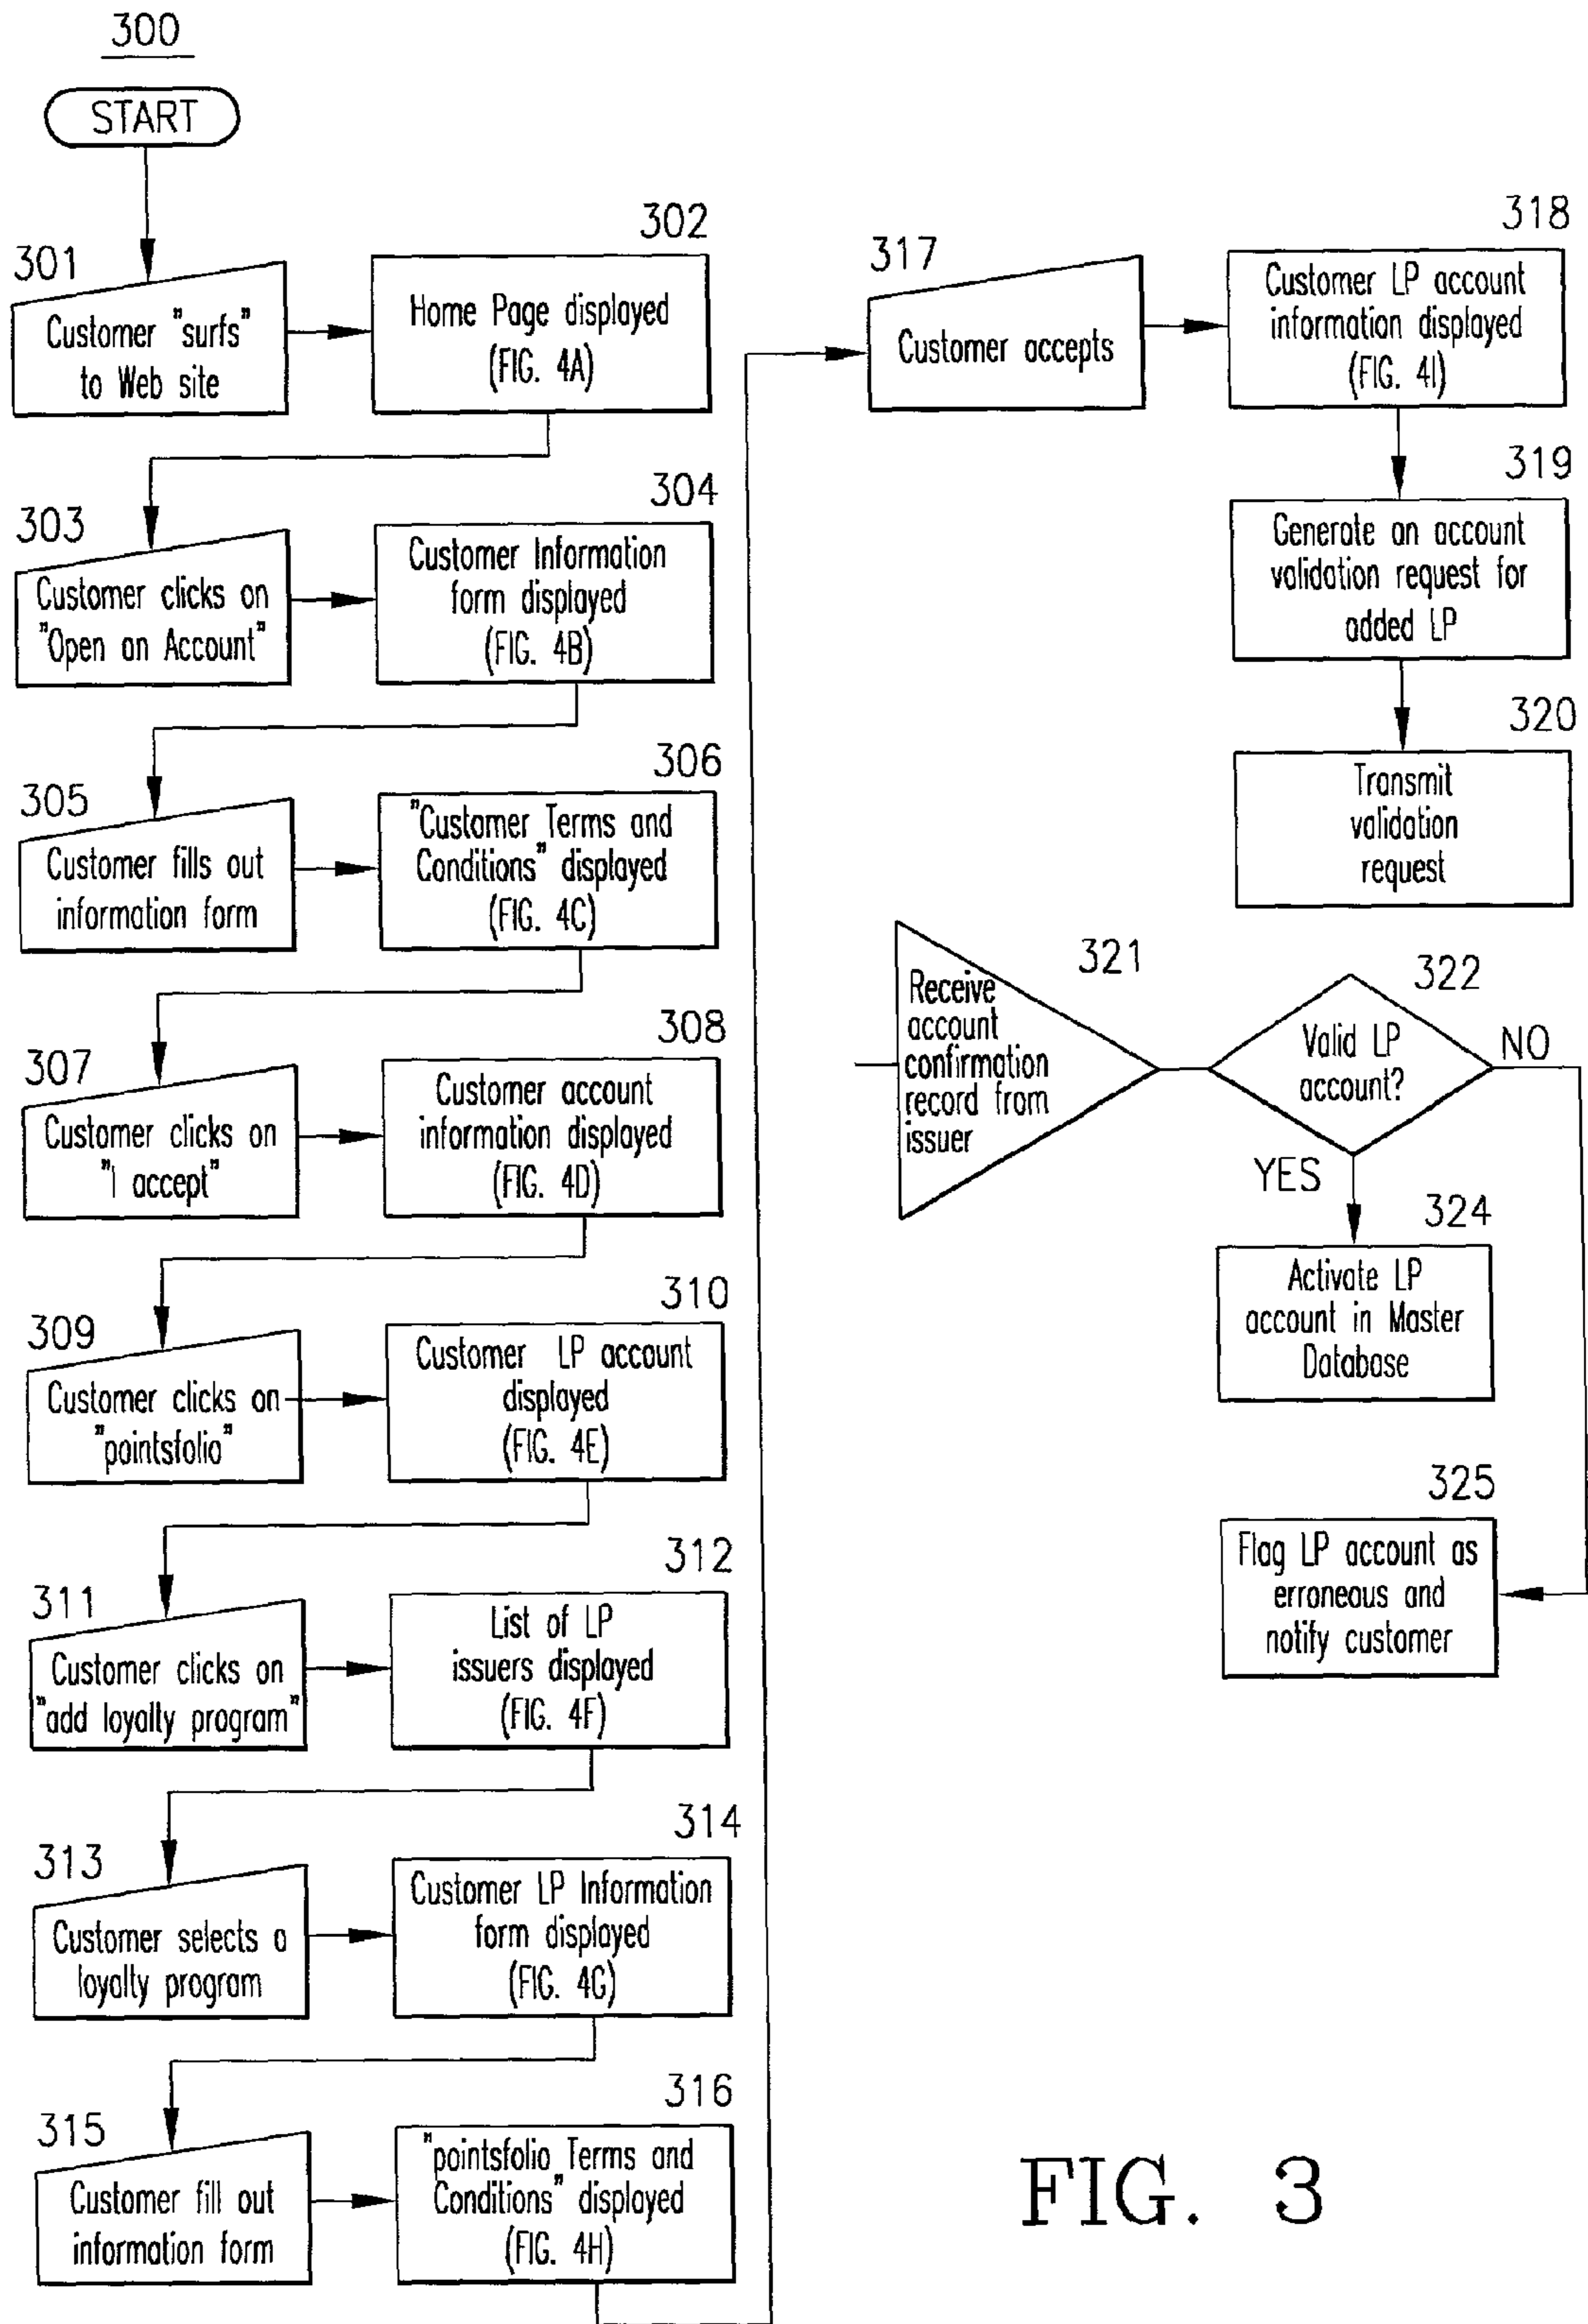 300
START
301
Customer "surfs"
to Web site
302
Home Page displayed
(FIG. 4A)
303
Customer clicks on
"Open an Account"
304
Customer Information
form displayed
(FIG. 4B)
305
Customer fills out
information form
306
"Customer Terms and
Conditions" displayed
(FIG. 4C)
307
Customer clicks on
"I accept"
308
Customer account
information displayed
(FIG. 4D)
309
Customer clicks on
"pointsfolio"
310
Customer LP account
displayed
(FIG. 4E)
311
Customer clicks on
"add loyalty program"
312
List of LP
issuers displayed
(FIG. 4F)
313
Customer selects a
loyalty program
314
Customer LP Information
form displayed
(FIG. 4G)
315
Customer fill out
information form
316
"pointsfolio Terms and
Conditions" displayed
(FIG. 4H)
317
Customer accepts
318
Customer LP account
information displayed
(FIG. 4I)
319
Generate an account
validation request for
added LP
320
Transmit
validation
request
321
Receive
account
confirmation
record from
issuer
322
Valid LP
account?
NO
YES
324
Activate LP
account in Master
Database
325
Flag LP account as
erroneous and
notify customer
FIG. 3